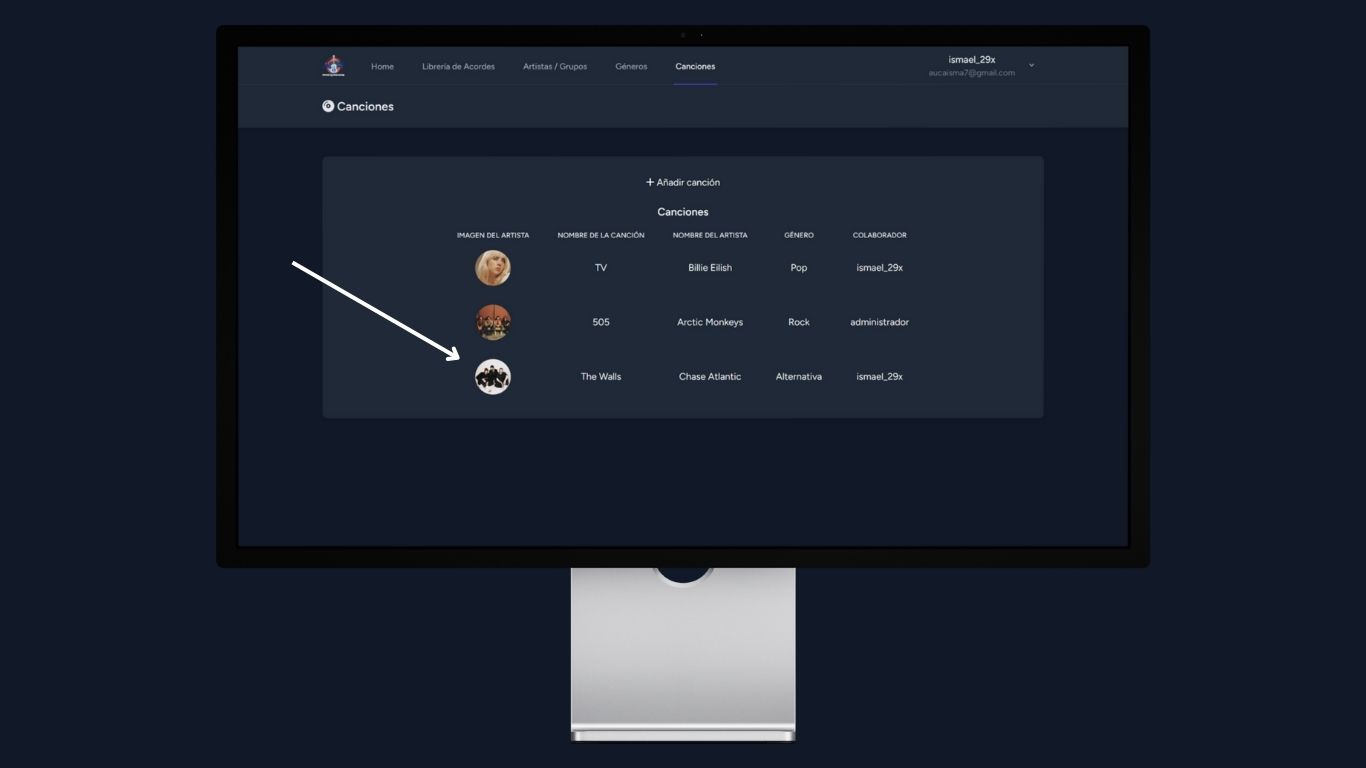 Home Librería de Acordes Artistas / Grupos Géneros Canciones ismael_29x
aucaisma7@gmail.com
Canciones
+ Añadir canción
Canciones
IMAGEN DEL ARTISTA NOMBRE DE LA CANCIÓN NOMBRE DEL ARTISTA GÉNERO COLABORADOR
TV Billie Eilish Pop ismael_29x
505 Arctic Monkeys Rock administrador
The Walls Chase Atlantic Alternativa ismael_29x